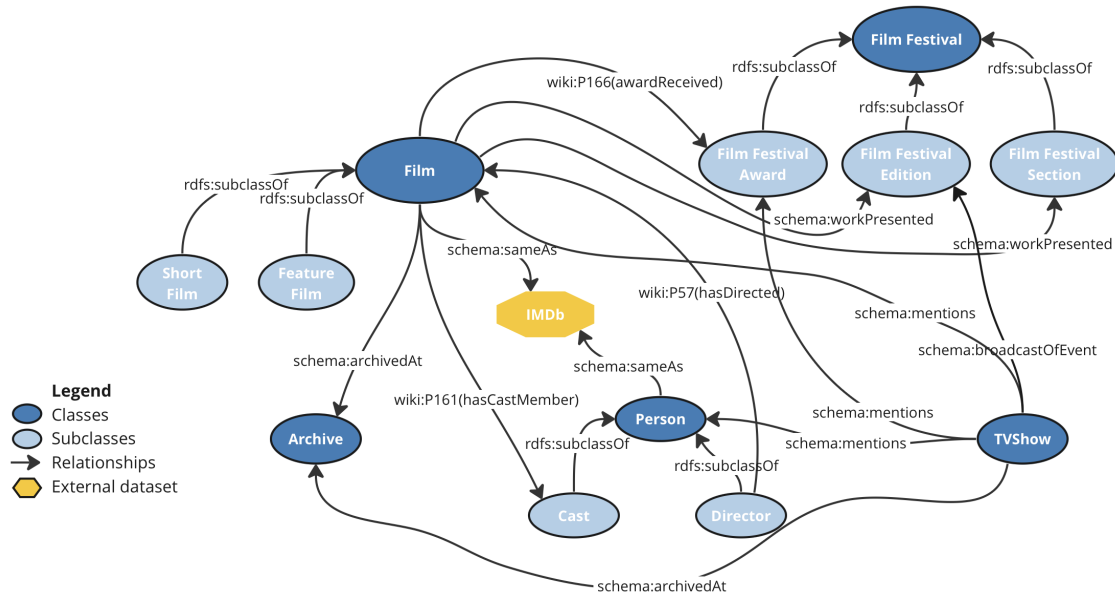 Film Festival
rdfs:subclassOf
rdfs:subclassOf
wiki:P166(awardReceived)
rdfs:subclassOf
Film Festival
Award
Film Festival
Edition
Film Festival
Section
Film
rdfs:subclassOf
rdfs:subclassOf
schema:workPresented
schema:workPresented
schema:sameAs
Short
Film
Feature
Film
wiki:P57(hasDirected)
IMDb
schema:mentions
schema:broadcastOfEvent
schema:archivedAt
schema:sameAs
Legend
Classes
Subclasses
Relationships
External dataset
wiki:P161(hasCastMember)
schema:mentions
Person
Archive
rdfs:subclassOf
schema:mentions
TVShow
rdfs:subclassOf
Cast
Director
schema:archivedAt